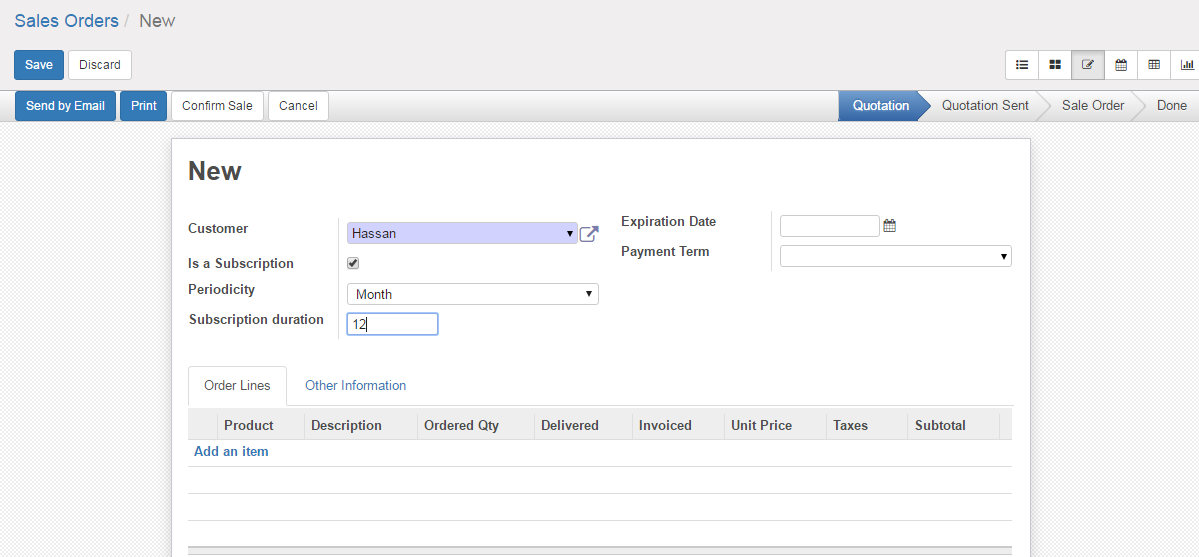 Sales Orders / New
Save Discard
Send by Email Print Confirm Sale Cancel Quotation Quotation Sent Sale Order Done
New
Customer Hassan
Expiration Date
Is a Subscription
Payment Term
Periodicity Month
Subscription duration 12
Order Lines Other Information
Product Description Ordered Qty Delivered Invoiced Unit Price Taxes Subtotal
Add an item